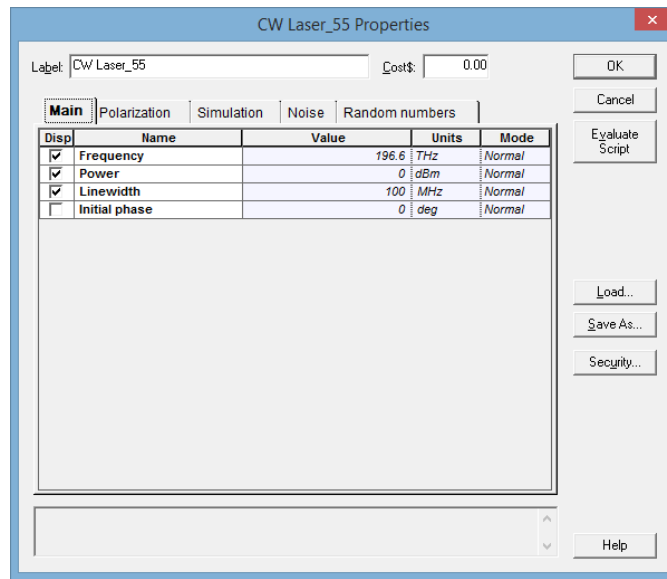 CW Laser_55 Properties
×
Label: CW Laser_55 Cost$: 0.00 OK
Cancel
Main Polarization Simulation Noise Random numbers
Evaluate Script
Disp Name Value Units Mode
Frequency 196.6 THz Normal
Power 0 dBm Normal
Linewidth 100 MHz Normal
Initial phase 0 deg Normal
Load...
Save As...
Security...
Help